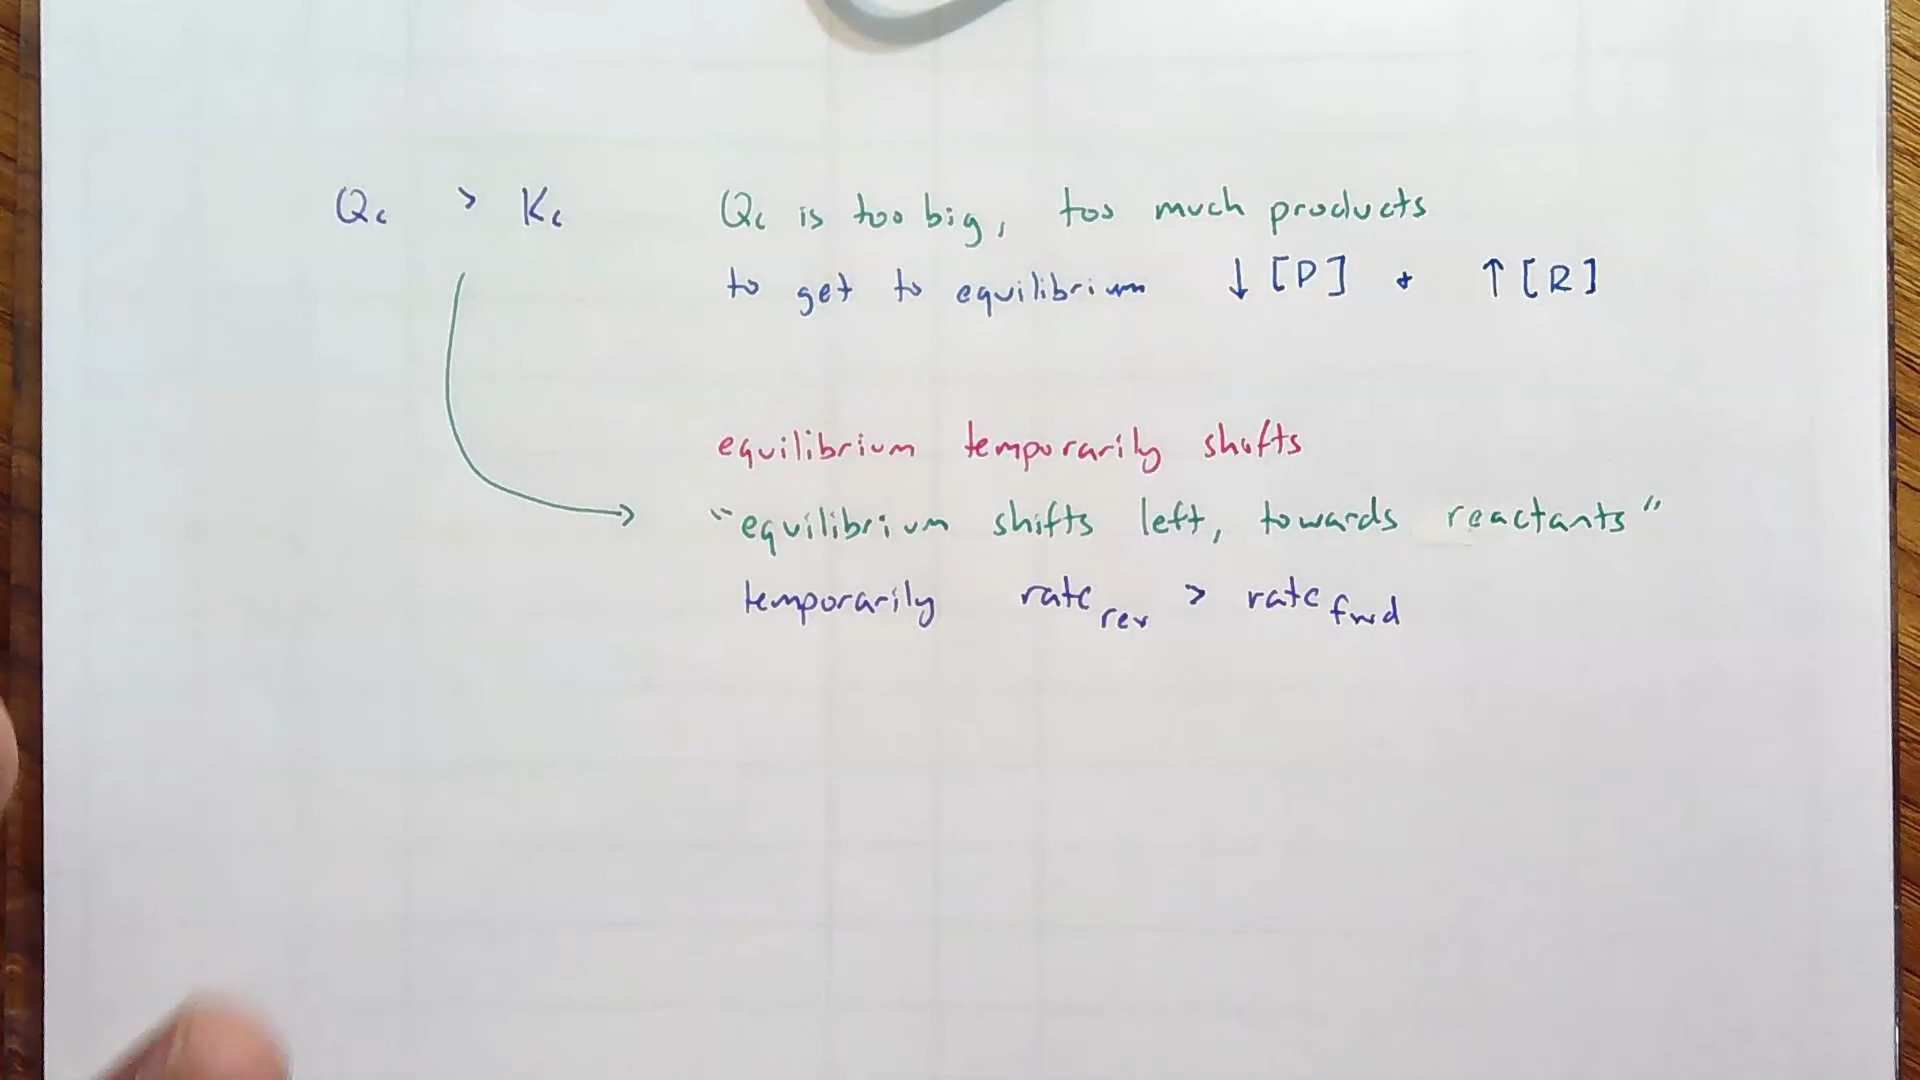 Qc > Kc Qc is too big, too much products
to get to equilibrium ↓[P] + ↑[R]
equilibrium temporarily shifts
"equilibrium shifts left, towards reactants"
temporarily rate rev > rate fwd